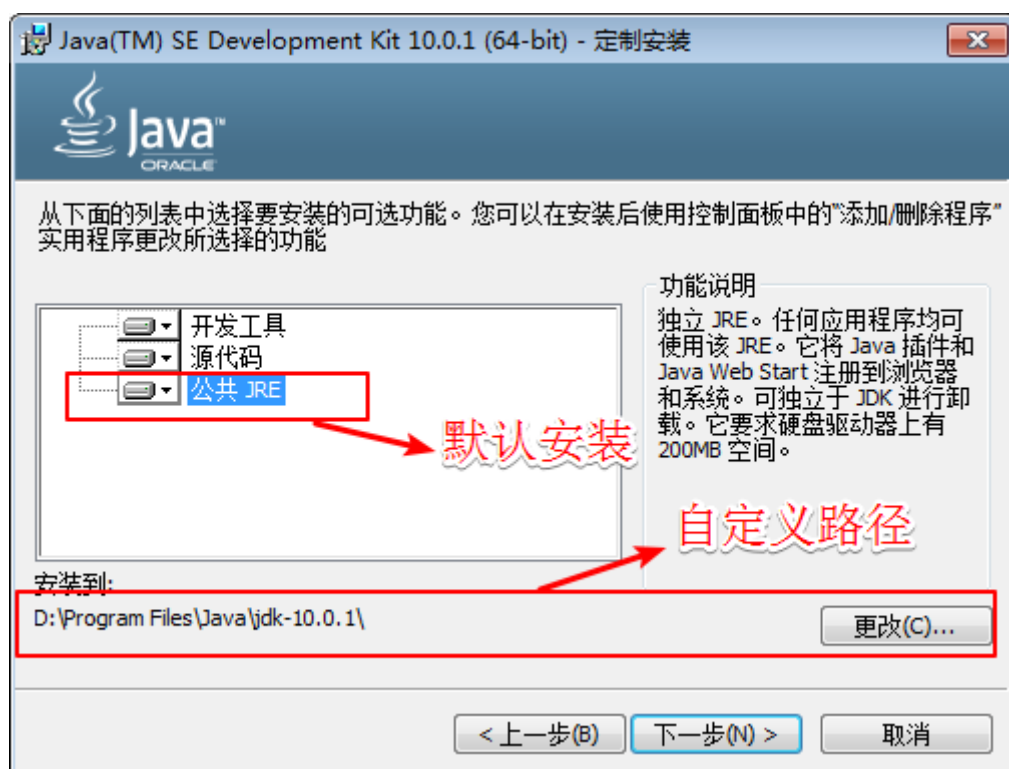 Java(TM) SE Development Kit 10.0.1 (64-bit) - 定制安装
Java™
ORACLE
从下面的列表中选择要安装的可选功能。您可以在安装后使用控制面板中的“添加/删除程序”
实用程序更改所选择的功能
开发工具
源代码
公共 JRE
默认安装
功能说明
独立 JRE。任何应用程序均可
使用该 JRE。它将 Java 插件和
Java Web Start 注册到浏览器
和系统。可独立于 JDK 进行卸
载。它要求硬盘驱动器上有
200MB 空间。
自定义路径
安装到:
D:\Program Files\Java\jdk-10.0.1\
更改(C)...
<上一步(B)
下一步(N) >
取消